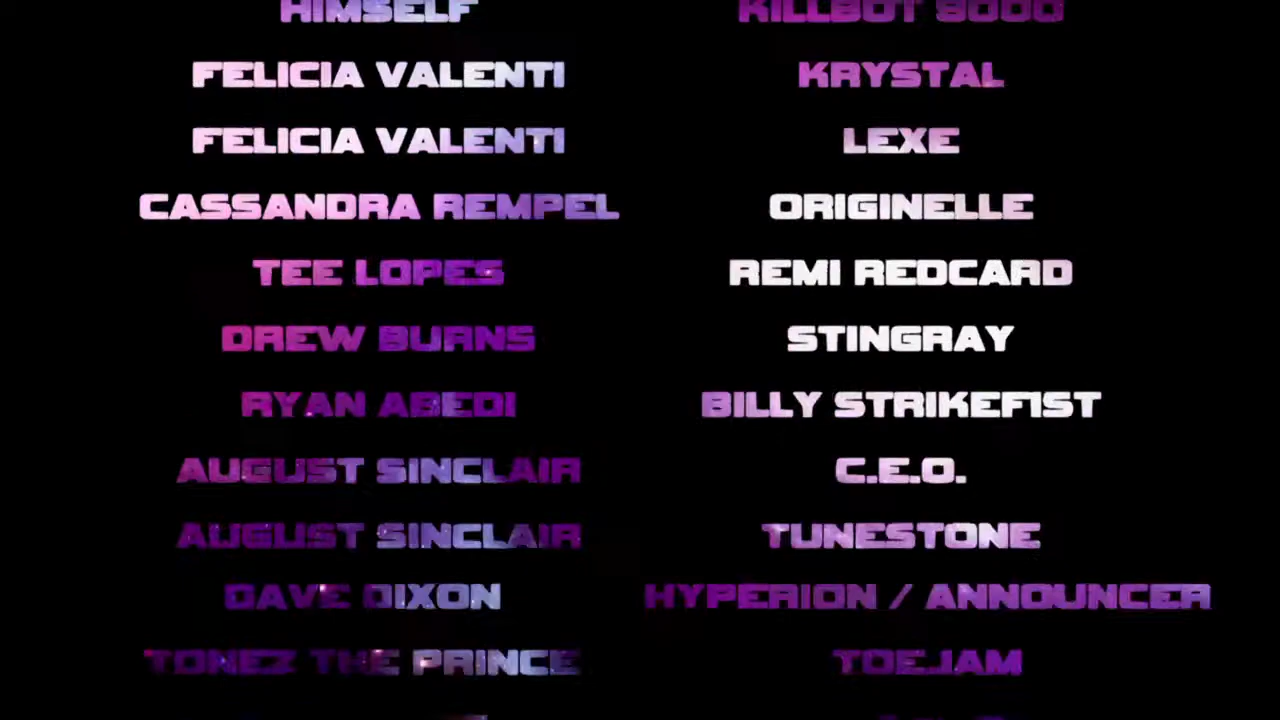 HIMSELF KILLBOT 9000
FELICIA VALENTI KRYSTAL
FELICIA VALENTI LEXE
CASSANDRA REMPEL ORIGINELLE
TEE LOPES REMI REDCARD
DREW BURNS STINGRAY
RYAN ABEDI BILLY STRIKEF1ST
AUGUST SINCLAIR C.E.O.
AUGUST SINCLAIR TUNESTONE
DAVE DIXON HYPERION / ANNOUNCER
TONEZ THE PRINCE TOEJAM